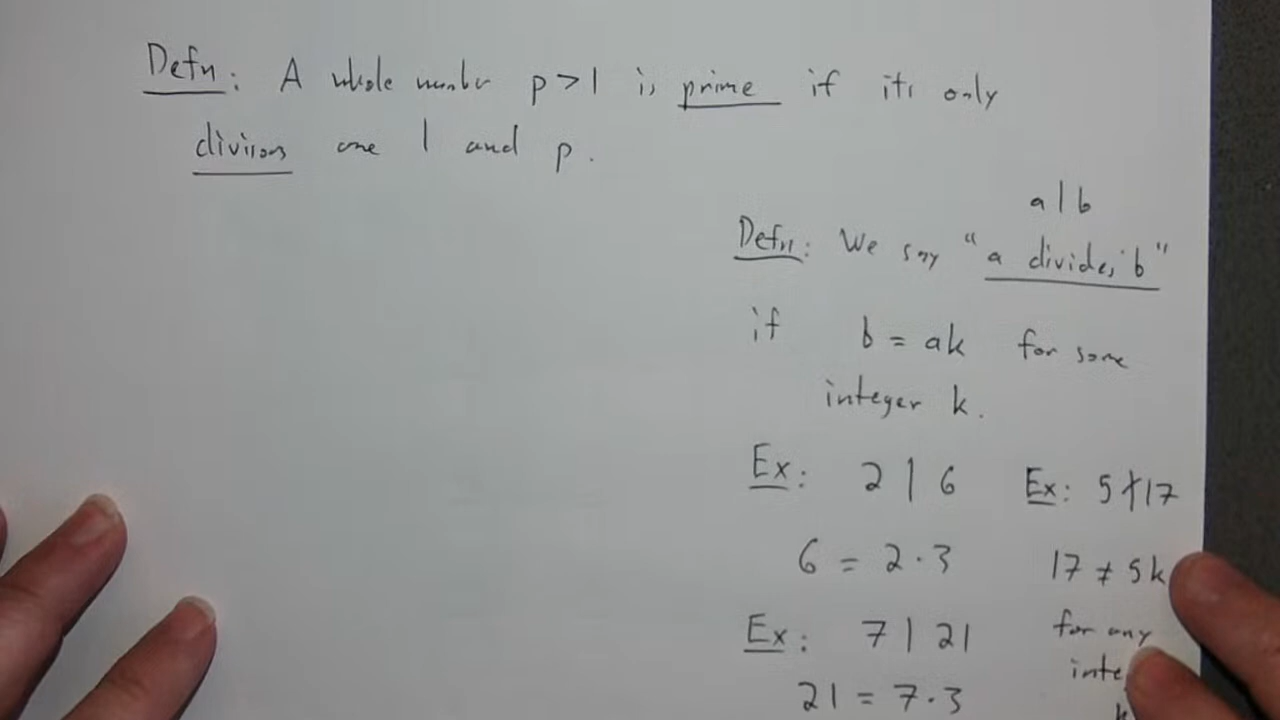 Defn: A whole number p > 1 is prime if its only
divisors are 1 and p.
a | b
Defn: We say "a divides b"
if b = ak for some
integer k.
Ex: 2 | 6
6 = 2 · 3
Ex: 7 | 21
21 = 7 · 3
Ex: 5 ∤ 17
17 ≠ 5k
for any
inte
k